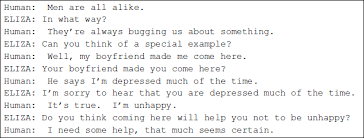 Human: Men are all alike.
ELIZA: In what way?
Human: They're always bugging us about something.
ELIZA: Can you think of a special example?
Human: Well, my boyfriend made me come here.
ELIZA: Your boyfriend made you come here?
Human: He says I'm depressed much of the time.
ELIZA: I'm sorry to hear that you are depressed much of the time.
Human: It's true. I'm unhappy.
ELIZA: Do you think coming here will help you not to be unhappy?
Human: I need some help, that much seems certain.